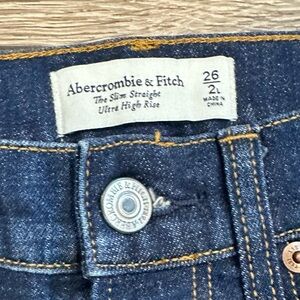 Abercrombie & Fitch
The Slim Straight
Ultra High Rise
26
2L
MADE IN
CHINA